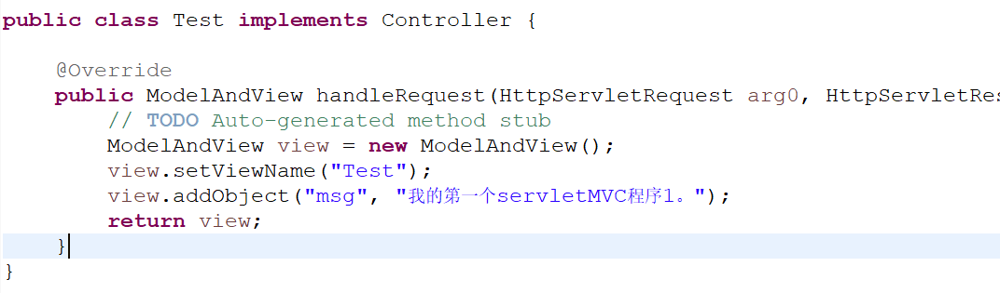 public class Test implements Controller {
@Override
public ModelAndView handleRequest(HttpServletRequest arg0, HttpServletRes
// TODO Auto-generated method stub
ModelAndView view = new ModelAndView();
view.setViewName("Test");
view.addObject("msg", "我的第一个servletMVC程序1。");
return view;
}
}